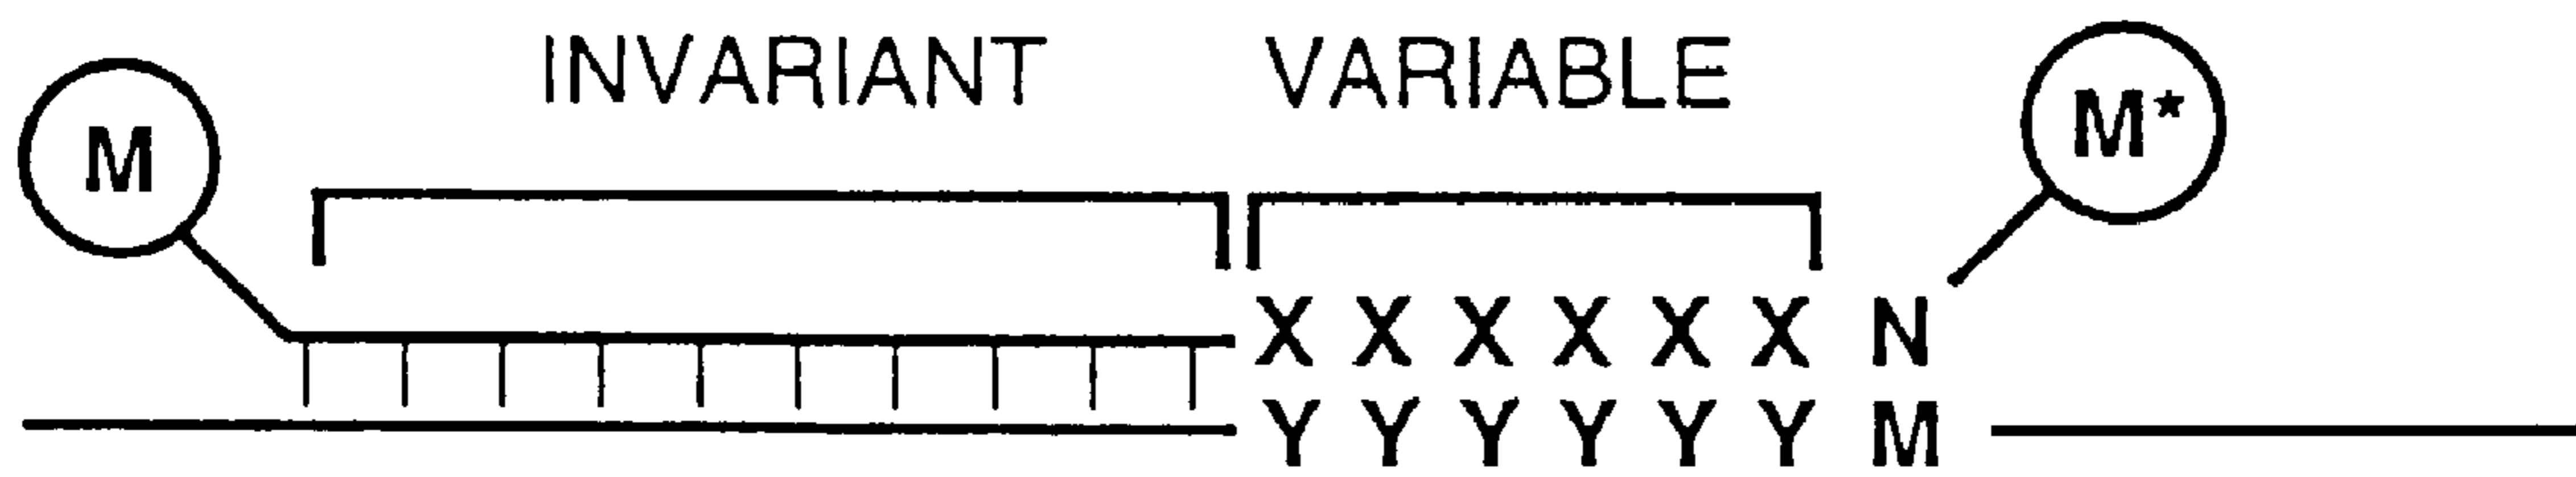 INVARIANT VARIABLE
M
M*
X X X X X X N
Y Y Y Y Y Y M